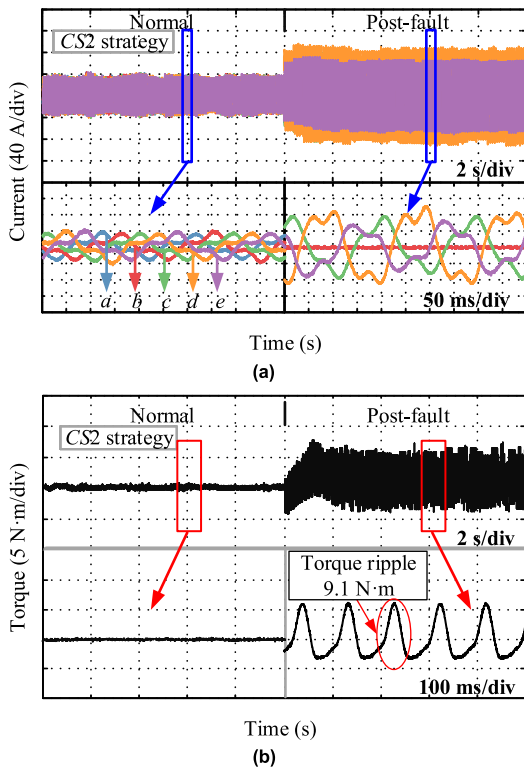 Normal
Post-fault
CS2 strategy
Current (40 A/div)
2 s/div
a b c d e
50 ms/div
Time (s)
(a)
Normal
Post-fault
CS2 strategy
Torque (5 N·m/div)
2 s/div
Torque ripple
9.1 N·m
100 ms/div
Time (s)
(b)